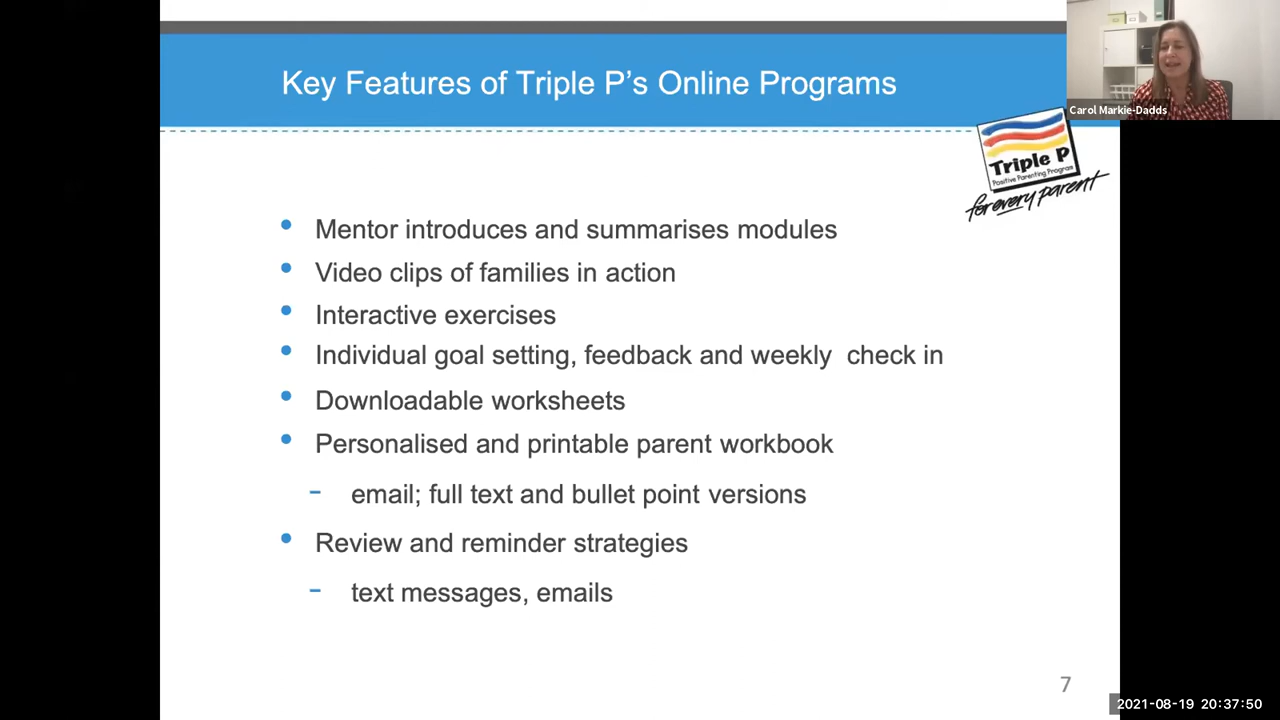 Key Features of Triple P's Online Programs
Carol Markie-Dadds
Triple P
Positive Parenting Program
for every parent
Mentor introduces and summarises modules
Video clips of families in action
Interactive exercises
Individual goal setting, feedback and weekly  check in
Downloadable worksheets
Personalised and printable parent workbook
- email; full text and bullet point versions
Review and reminder strategies
- text messages, emails
7
2021-08-19 20:37:50